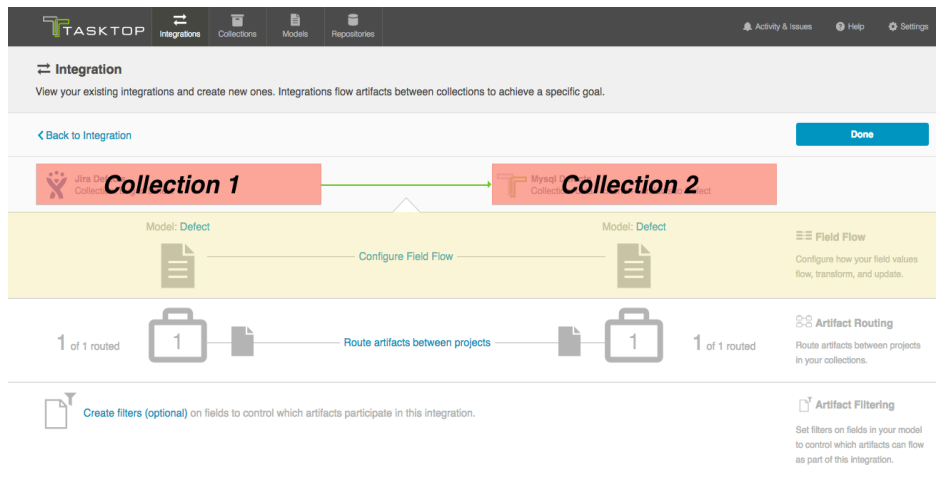 TASKTOP
Integrations
Collections
Models
Repositories
Activity & Issues
Help
Settings
Integration
View your existing integrations and create new ones. Integrations flow artifacts between collections to achieve a specific goal.
Back to Integration
Done
Collection 1
Collection 2
Model: Defect
Model: Defect
Configure Field Flow
Field Flow
Configure how your field values
flow, transform, and update.
1 of 1 routed
1
Route artifacts between projects
1
1 of 1 routed
Artifact Routing
Route artifacts between projects
in your collections.
Create filters (optional) on fields to control which artifacts participate in this integration.
Artifact Filtering
Set filters on fields in your model
to control which artifacts can flow
as part of this integration.